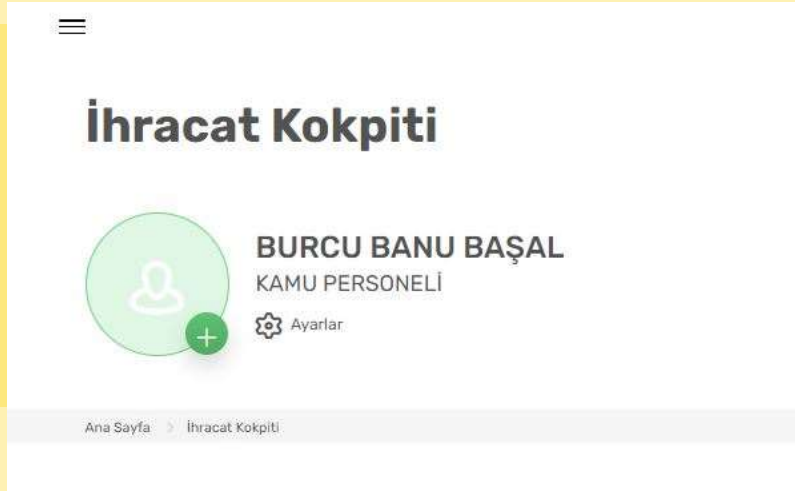 İhracat Kokpiti
BURCU BANU BAŞAL
KAMU PERSONELİ
Ayarlar
Ana Sayfa > İhracat Kokpiti